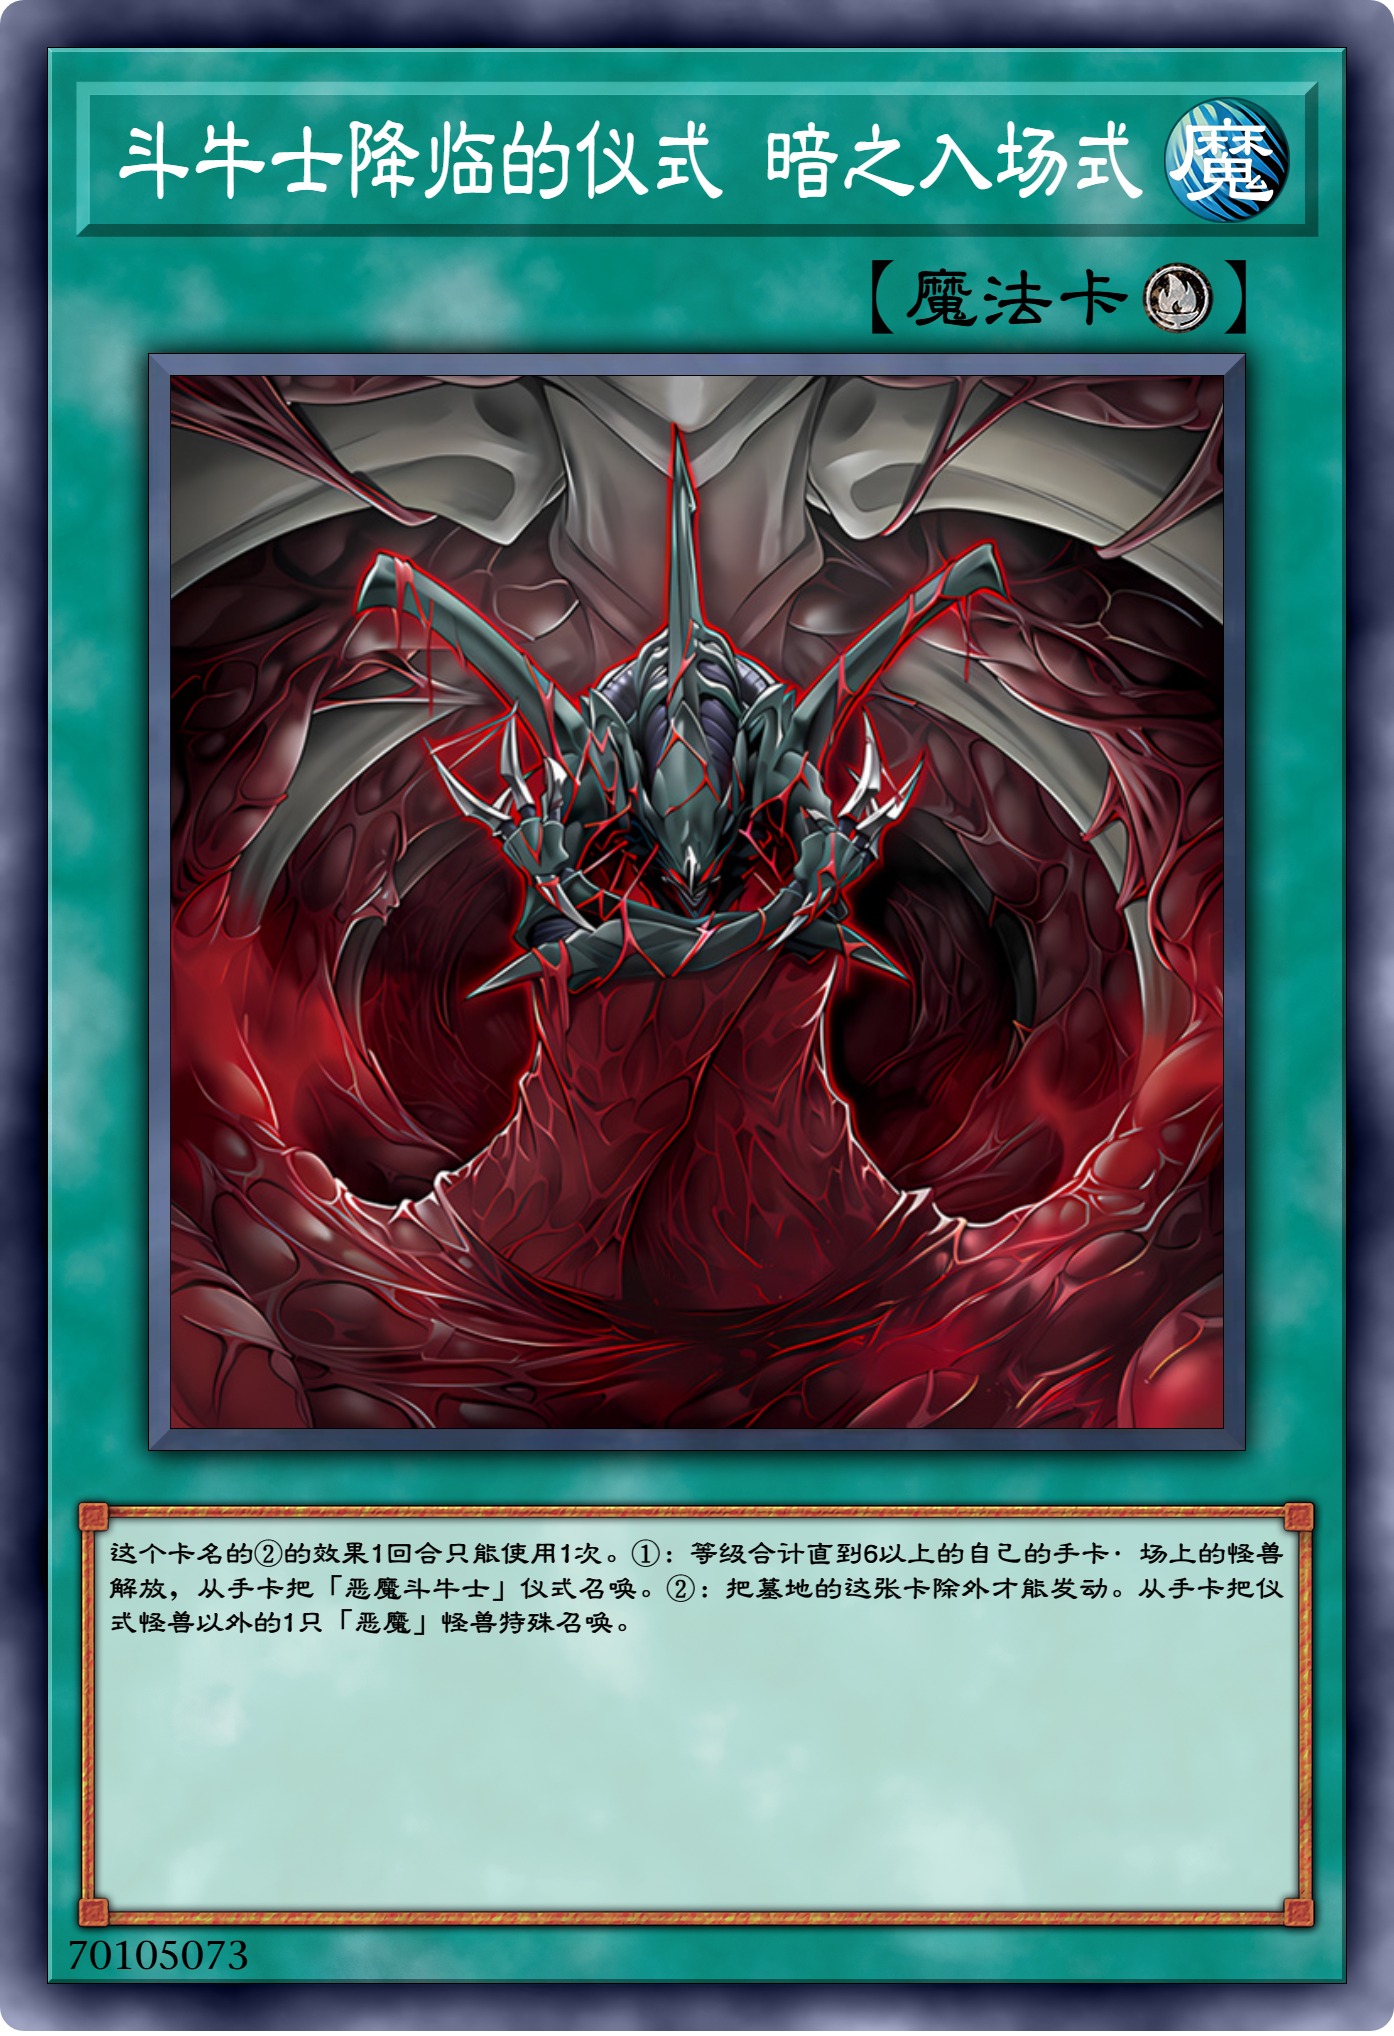 斗牛士降临的仪式 暗之入场式 魔
【魔法卡】
这个卡名的②的效果1回合只能使用1次。①：等级合计直到6以上的自己的手卡·场上的怪兽
解放，从手卡把「恶魔斗牛士」仪式召唤。②：把墓地的这张卡除外才能发动。从手卡把仪
式怪兽以外的1只「恶魔」怪兽特殊召唤。
70105073